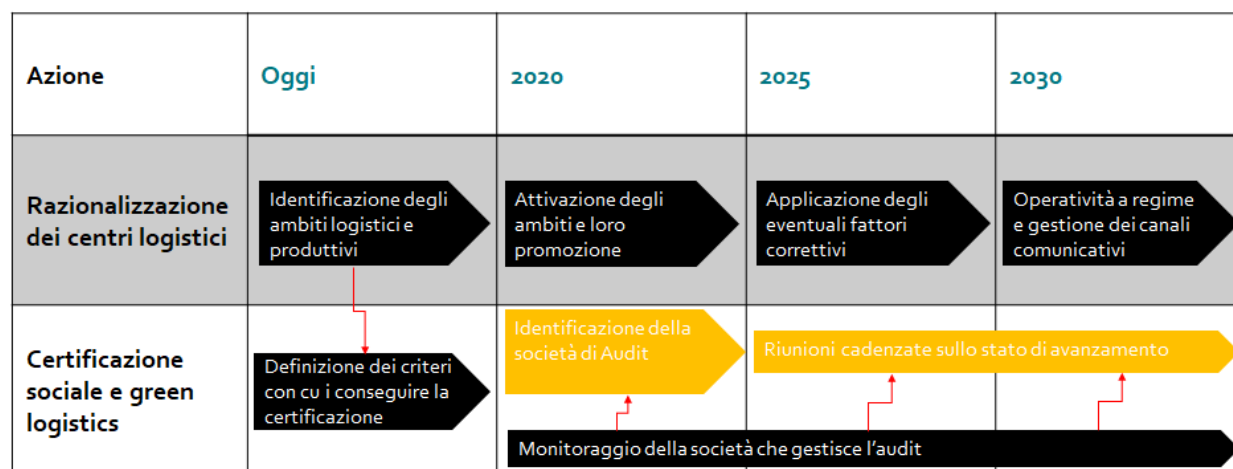 Azione
Oggi
2020
2025
2030
Razionalizzazione
dei centri logistici
Identificazione degli
ambiti logistici e
produttivi
Attivazione degli
ambiti e loro
promozione
Applicazione degli
eventuali fattori
correttivi
Operatività a regime
e gestione dei canali
comunicativi
Certificazione
sociale e green
logistics
Definizione dei criteri
con cu i conseguire la
certificazione
Identificazione della
società di Audit
Riunioni cadenzate sullo stato di avanzamento
Monitoraggio della società che gestisce l'audit